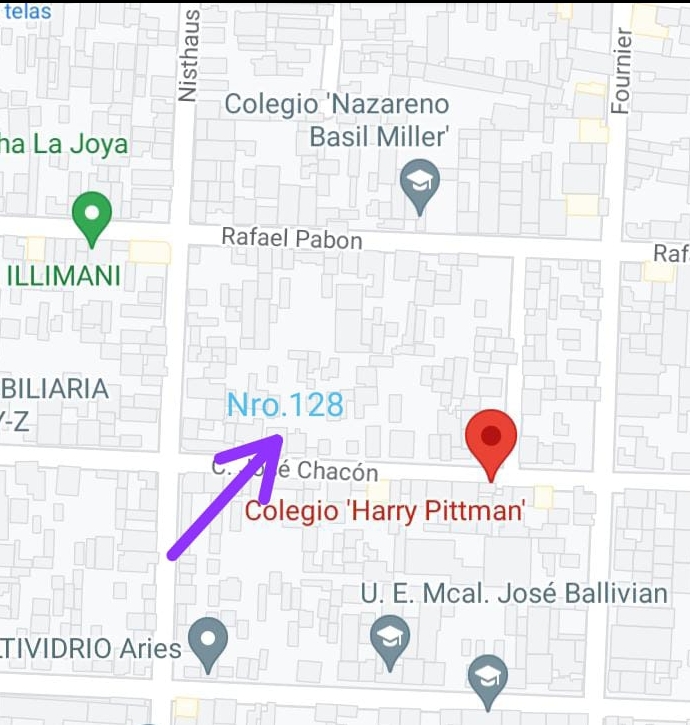 telas
Nisthaus
Fournier
Colegio 'Nazareno
Basil Miller'
ha La Joya
Rafael Pabon
Raf
ILLIMANI
BILIARIA
Y-Z
Nro.128
C. José Chacón
Colegio 'Harry Pittman'
U. E. Mcal. José Ballivian
TIVIDRIO Aries